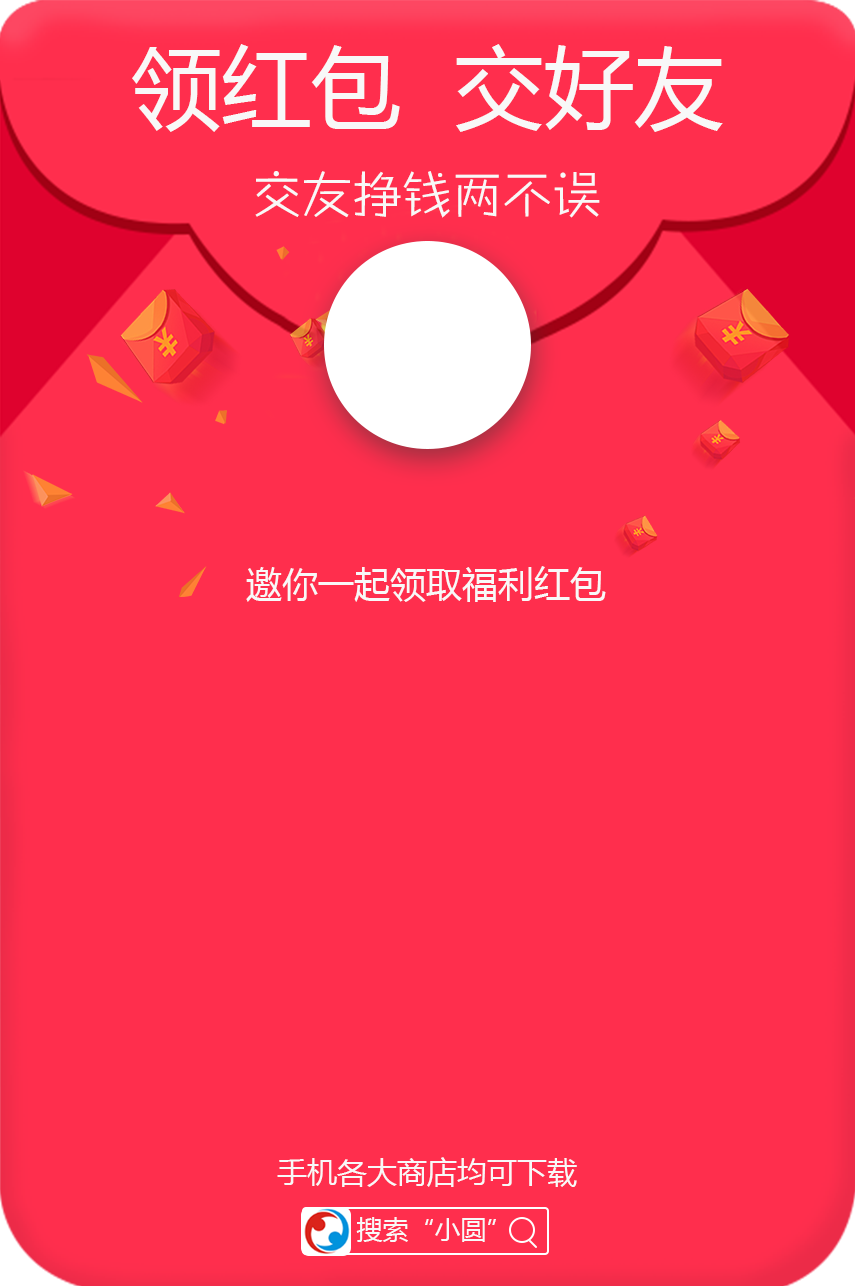 领红包 交好友
交友挣钱两不误
邀你一起领取福利红包
手机各大商店均可下载
搜索“小圆”